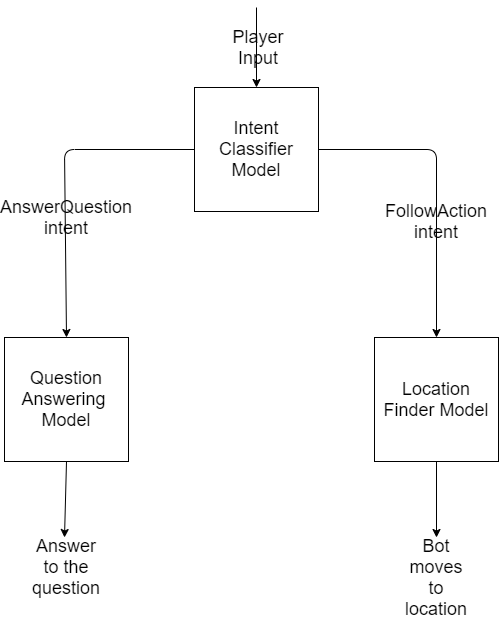 Player
Input
Intent
Classifier
Model
AnswerQuestion
intent
FollowAction
intent
Question
Answering
Model
Location
Finder Model
Answer
to the
question
Bot
moves
to
location